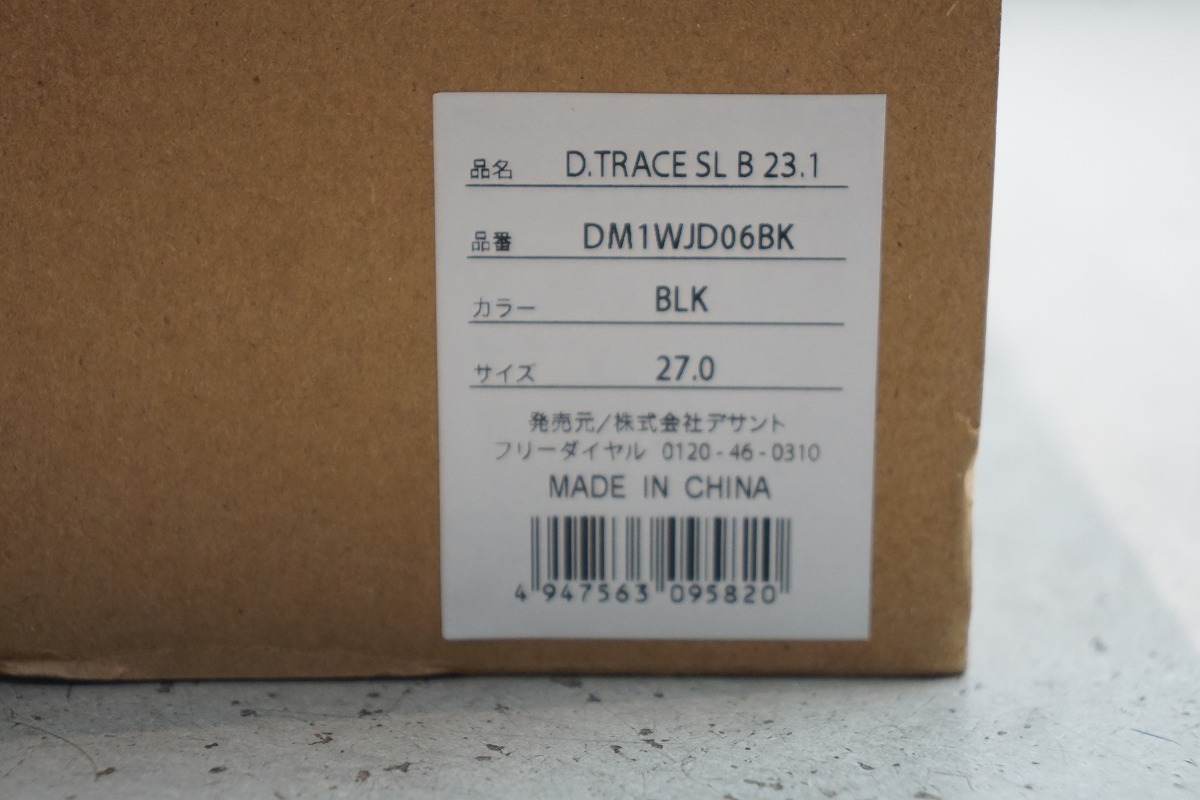 品名 D.TRACE SL B 23.1
品番 DM1WJD06BK
カラー BLK
サイズ 27.0
発売元/株式会社デサント
フリーダイヤル 0120-46-0310
MADE IN CHINA
4 947563 095820